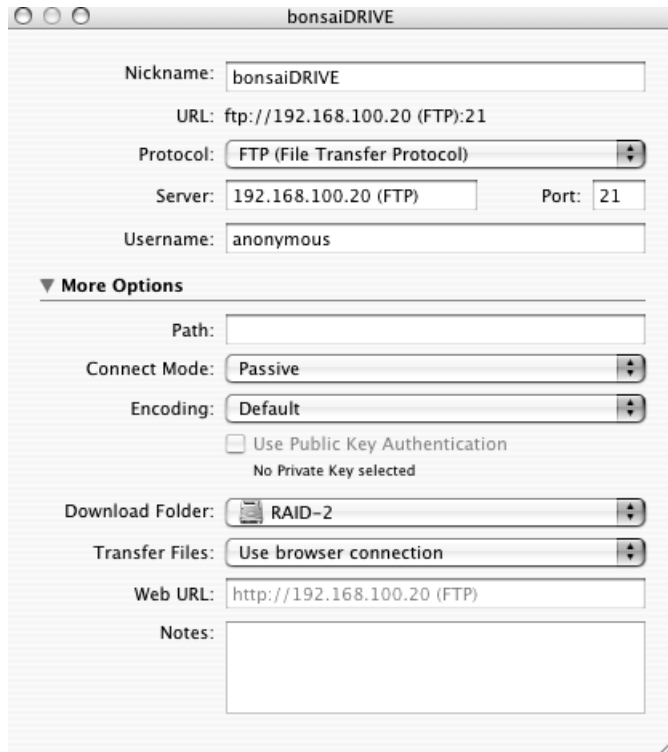 bonsaiDRIVE
Nickname: bonsaiDRIVE
URL: ftp://192.168.100.20 (FTP):21
Protocol: FTP (File Transfer Protocol)
Server: 192.168.100.20 (FTP) Port: 21
Username: anonymous
More Options
Path:
Connect Mode: Passive
Encoding: Default
Use Public Key Authentication
No Private Key selected
Download Folder: RAID-2
Transfer Files: Use browser connection
Web URL: http://192.168.100.20 (FTP)
Notes: